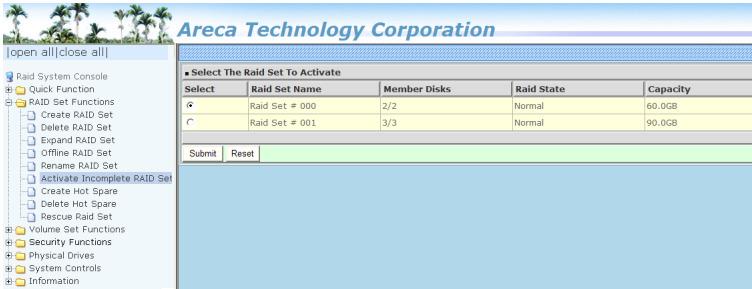 Areca Technology Corporation
|open all|close all|
Raid System Console
Quick Function
RAID Set Functions
Create RAID Set
Delete RAID Set
Expand RAID Set
Offline RAID Set
Rename RAID Set
Activate Incomplete RAID Set
Create Hot Spare
Delete Hot Spare
Rescue Raid Set
Volume Set Functions
Security Functions
Physical Drives
System Controls
Information
Select The Raid Set To Activate
Select Raid Set Name Member Disks Raid State Capacity
Raid Set # 000 2/2 Normal 60.0GB
Raid Set # 001 3/3 Normal 90.0GB
Submit Reset